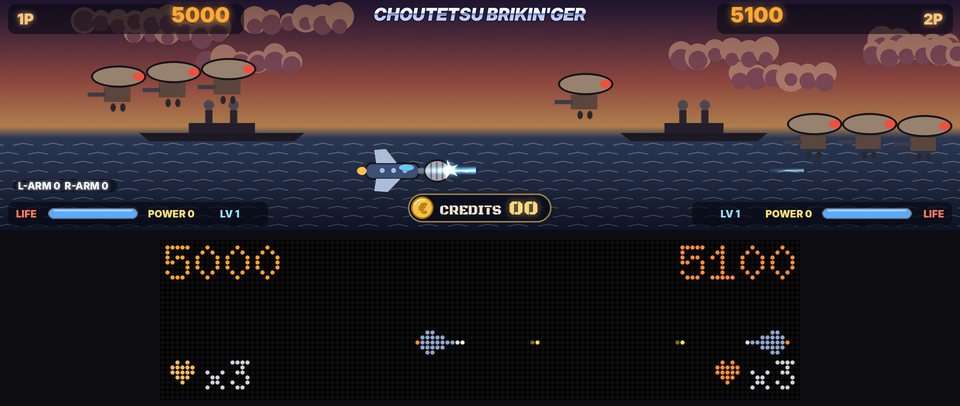 1P
5000
CHOUTETSU BRIKIN'GER
5100
2P
L-ARM 0 R-ARM 0
LIFE
POWER 0
LV 1
€ CREDITS 00
LV 1
POWER 0
LIFE
5000
5100
x3
x3